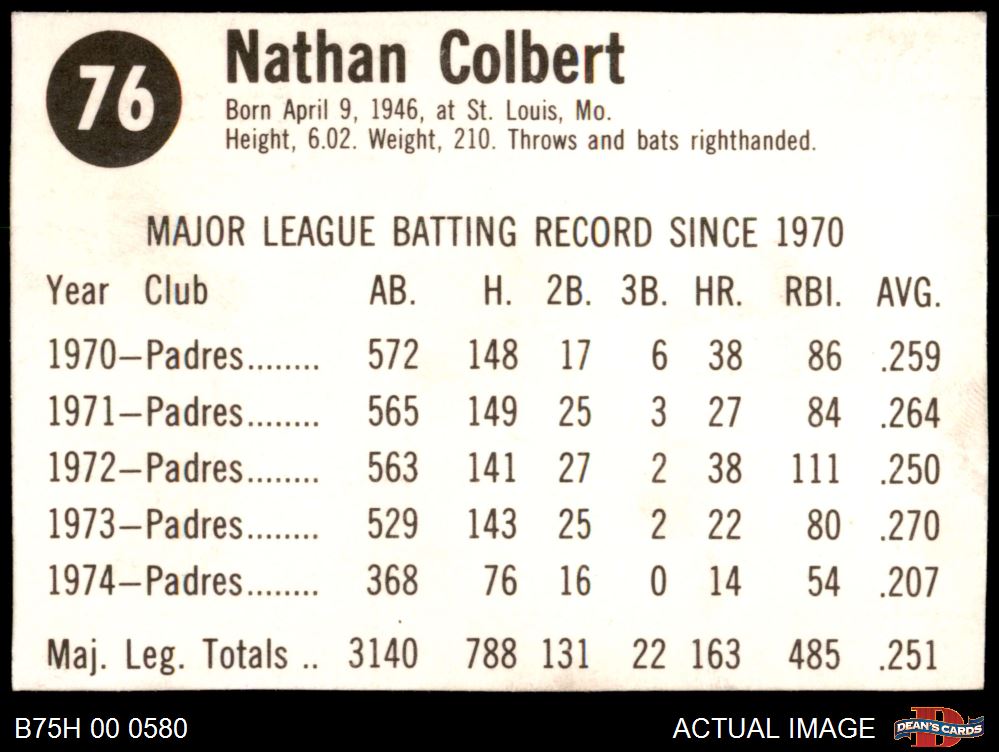 76
Nathan Colbert
Born April 9, 1946, at St. Louis, Mo.
Height, 6.02. Weight, 210. Throws and bats righthanded.
MAJOR LEAGUE BATTING RECORD SINCE 1970
Year Club AB. H. 2B. 3B. HR. RBI. AVG.
1970—Padres........ 572 148 17 6 38 86 .259
1971—Padres........ 565 149 25 3 27 84 .264
1972—Padres........ 563 141 27 2 38 111 .250
1973—Padres........ 529 143 25 2 22 80 .270
1974—Padres........ 368 76 16 0 14 54 .207
Maj. Leg. Totals .. 3140 788 131 22 163 485 .251
B75H 00 0580
ACTUAL IMAGE
D
DEAN'S CARDS